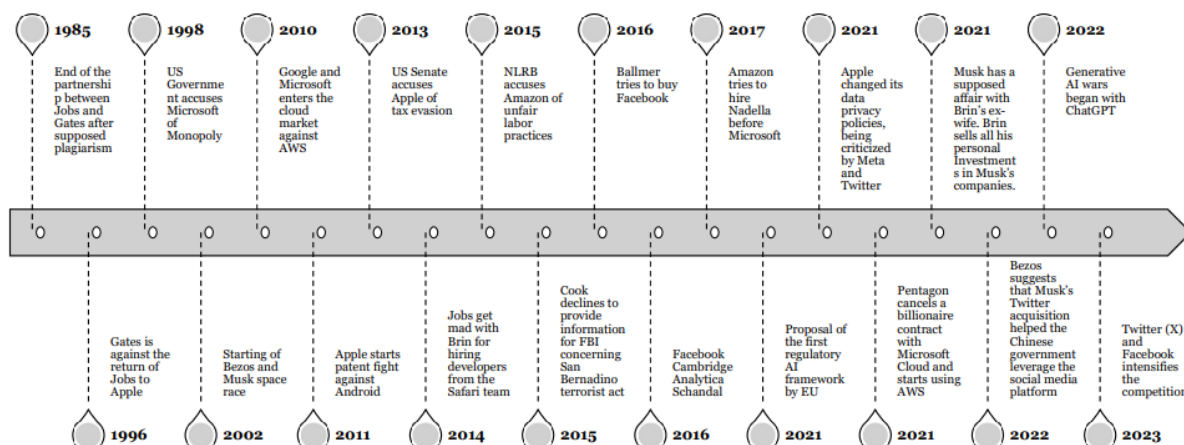 1985
End of the
partnershi
p between
Jobs and
Gates after
supposed
plagiarism
1998
US
Governme
nt accuses
Microsoft
of
Monopoly
2010
Google and
Microsoft
enters the
cloud
market
against
AWS
2013
US Senate
accuses
Apple of
tax evasion
2015
NLRB
accuses
Amazon of
unfair
labor
practices
2016
Ballmer
tries to buy
Facebook
2017
Amazon
tries to
hire
Nadella
before
Microsoft
2021
Apple
changed its
data
privacy
policies,
being
criticized
by Meta
and
Twitter
2021
Musk has a
supposed
affair with
Brin's ex-
wife. Brin
sells all his
personal
Investment
s in Musk's
companies.
2022
Generative
AI wars
began with
ChatGPT
Gates is
against the
return of
Jobs to
Apple
1996
Starting of
Bezos and
Musk space
race
2002
Apple starts
patent fight
against
Android
2011
Jobs get
mad with
Brin for
hiring
developers
from the
Safari team
2014
Cook
declines to
provide
information
for FBI
concerning
San
Bernadino
terrorist act
2015
Facebook
Cambridge
Analytica
Schandal
2016
Proposal of
the first
regulatory
AI
framework
by EU
2021
Pentagon
cancels a
billionaire
contract
with
Microsoft
Cloud and
starts using
AWS
2021
Bezos
suggests
that Musk's
Twitter
acquisition
helped the
Chinese
government
leverage the
social media
platform
2022
Twitter (X)
and
Facebook
intensifies
the
competition
2023